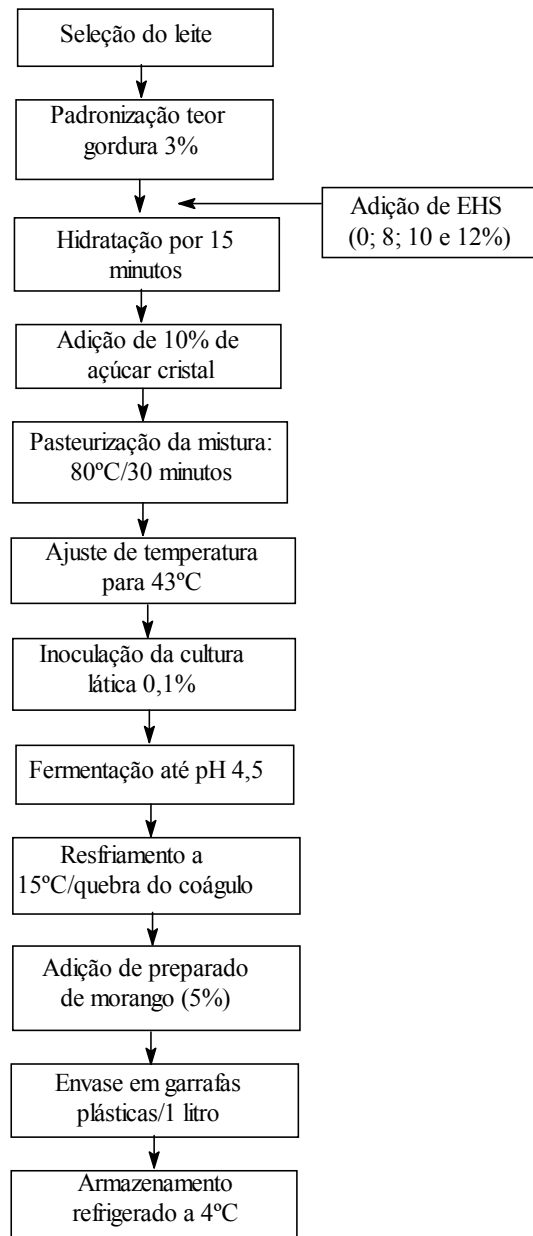 Seleção do leite
Padronização teor
gordura 3%
Adição de EHS
(0; 8; 10 e 12%)
Hidratação por 15
minutos
Adição de 10% de
açúcar cristal
Pasteurização da mistura:
80ºC/30 minutos
Ajuste de temperatura
para 43ºC
Inoculação da cultura
lática 0,1%
Fermentação até pH 4,5
Resfriamento a
15ºC/quebra do coágulo
Adição de preparado
de morango (5%)
Envase em garrafas
plásticas/1 litro
Armazenamento
refrigerado a 4ºC